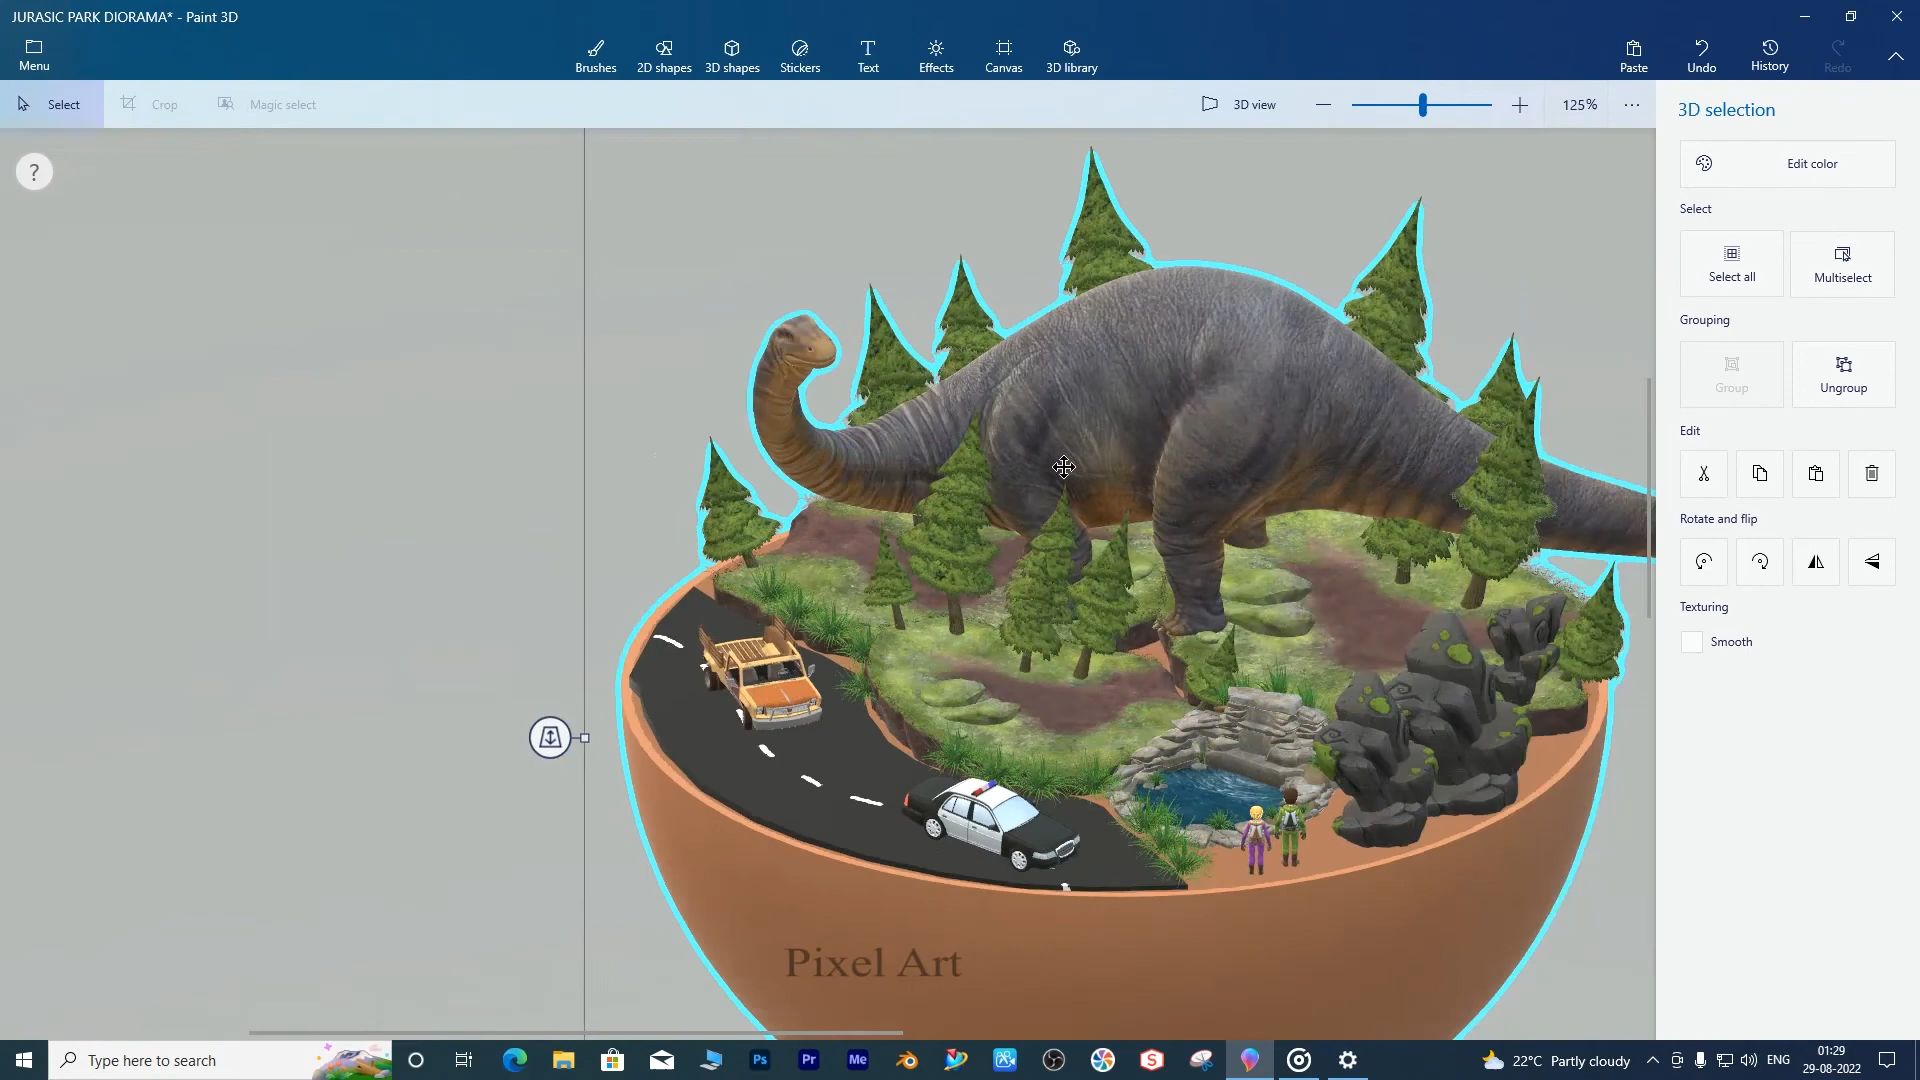 JURASIC PARK DIORAMA* - Paint 3D
Menu
Brushes
2D shapes
3D shapes
Stickers
Text
Effects
Canvas
3D library
Paste
Undo
History
Redo
Select
Crop
Magic select
3D view
125%
3D selection
?
Edit color
Select
Select all
Multiselect
Grouping
Group
Ungroup
Edit
Rotate and flip
Texturing
Smooth
Pixel Art
Type here to search
Ps
Pr
Me
S
22°C Partly cloudy
ENG
01:29
29-08-2022